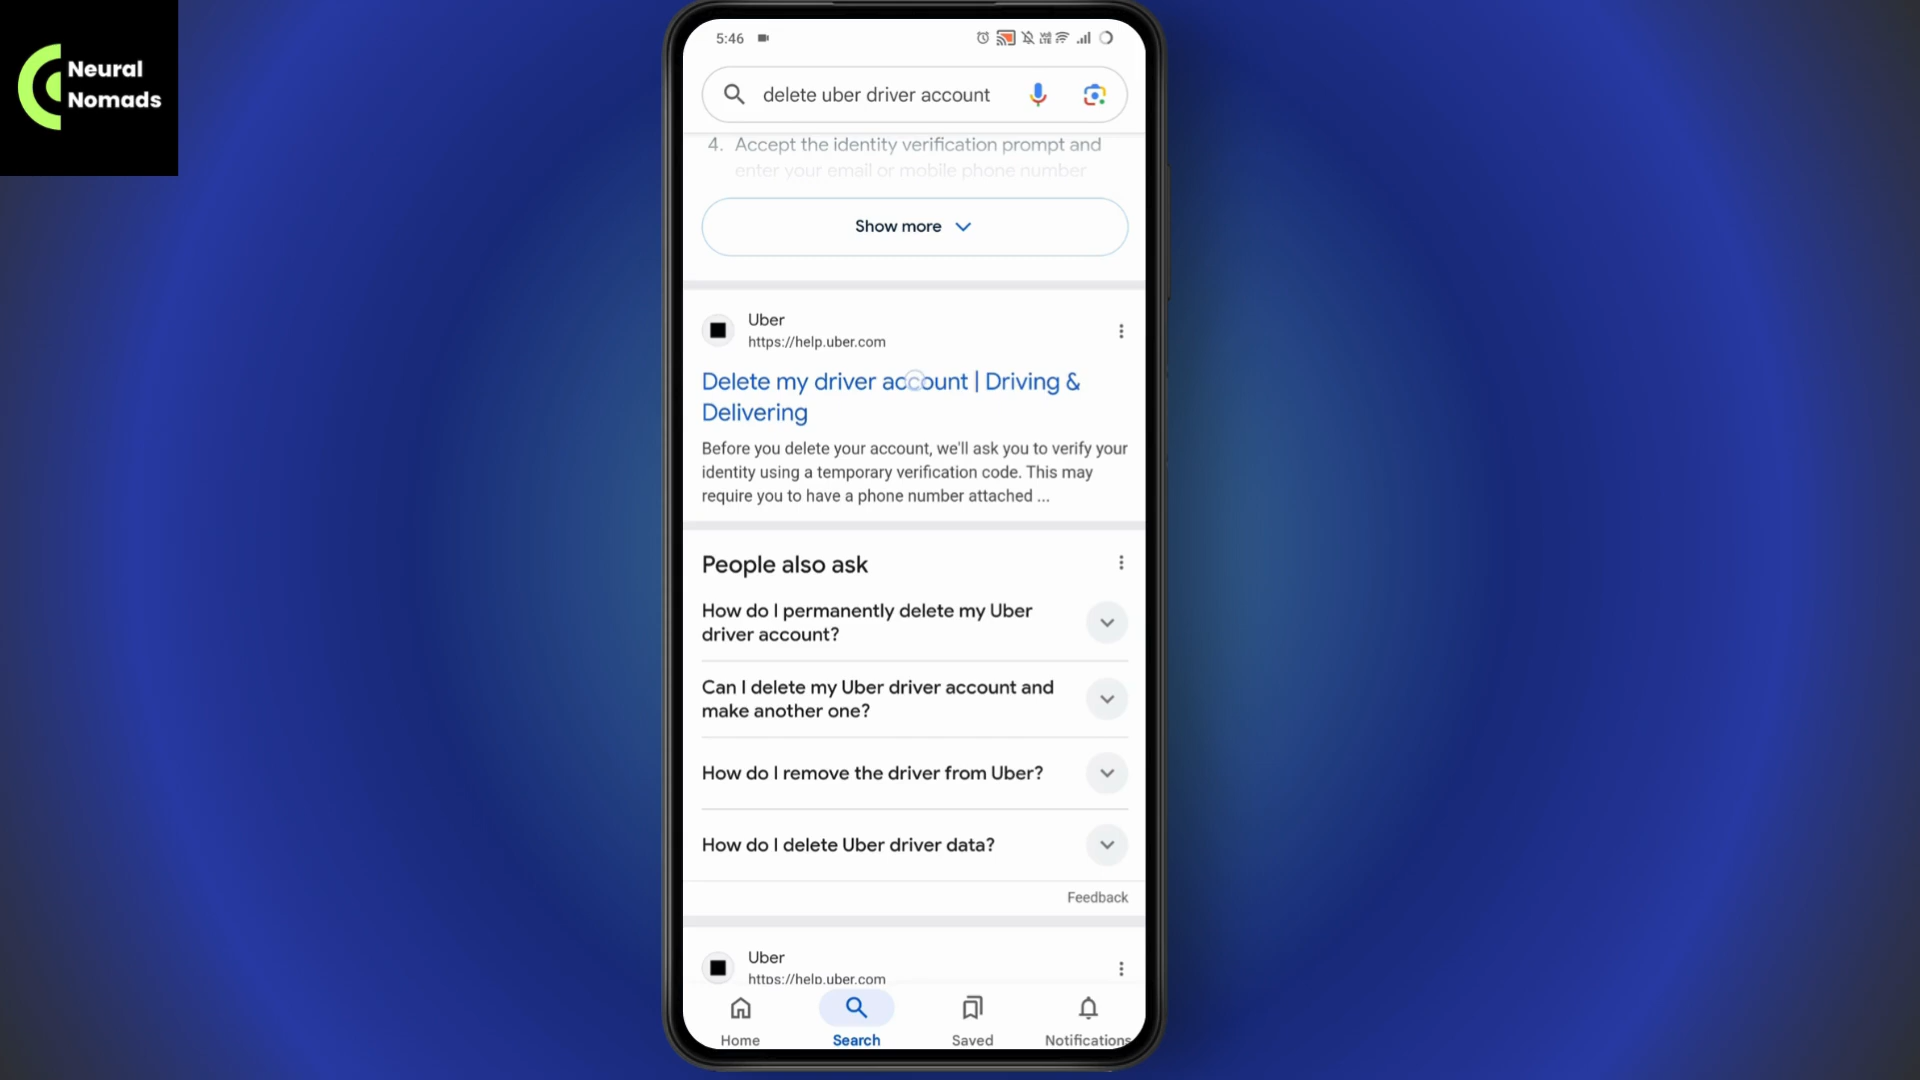 Neural
Nomads
5:46
delete uber driver account
4. Accept the identity verification prompt and
enter your email or mobile phone number
Show more
Uber
https://help.uber.com
Delete my driver account | Driving &
Delivering
Before you delete your account, we'll ask you to verify your
identity using a temporary verification code. This may
require you to have a phone number attached ...
People also ask
How do I permanently delete my Uber
driver account?
Can I delete my Uber driver account and
make another one?
How do I remove the driver from Uber?
How do I delete Uber driver data?
Feedback
Uber
https://help.uber.com
Home
Search
Saved
Notifications